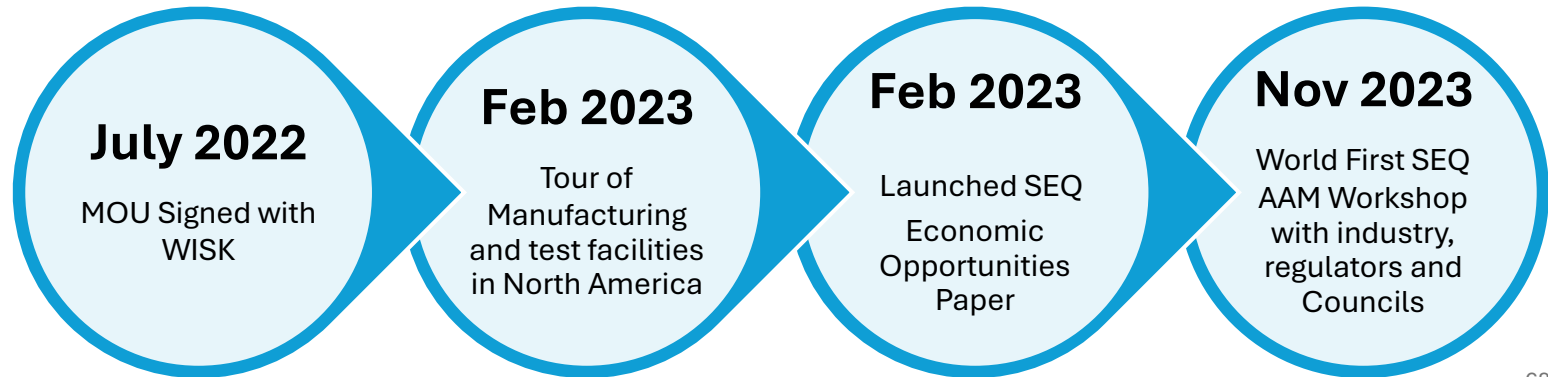 July 2022
MOU Signed with
WISK
Feb 2023
Tour of
Manufacturing
and test facilities
in North America
Feb 2023
Launched SEQ
Economic
Opportunities
Paper
Nov 2023
World First SEQ
AAM Workshop
with industry,
regulators and
Councils